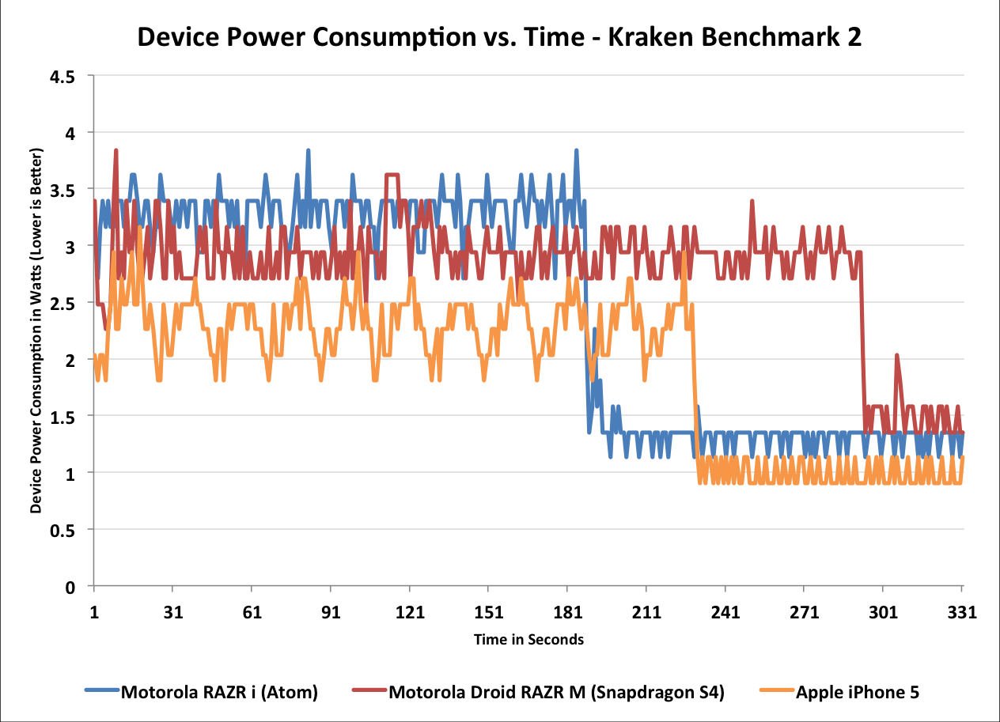 Device Power Consumption vs. Time - Kraken Benchmark 2
Device Power Consumption in Watts (Lower is Better)
4.5
4
3.5
3
2.5
2
1.5
1
0.5
0
1 31 61 91 121 151 181 211 241 271 301 331
Time in Seconds
Motorola RAZR i (Atom) Motorola Droid RAZR M (Snapdragon S4) Apple iPhone 5